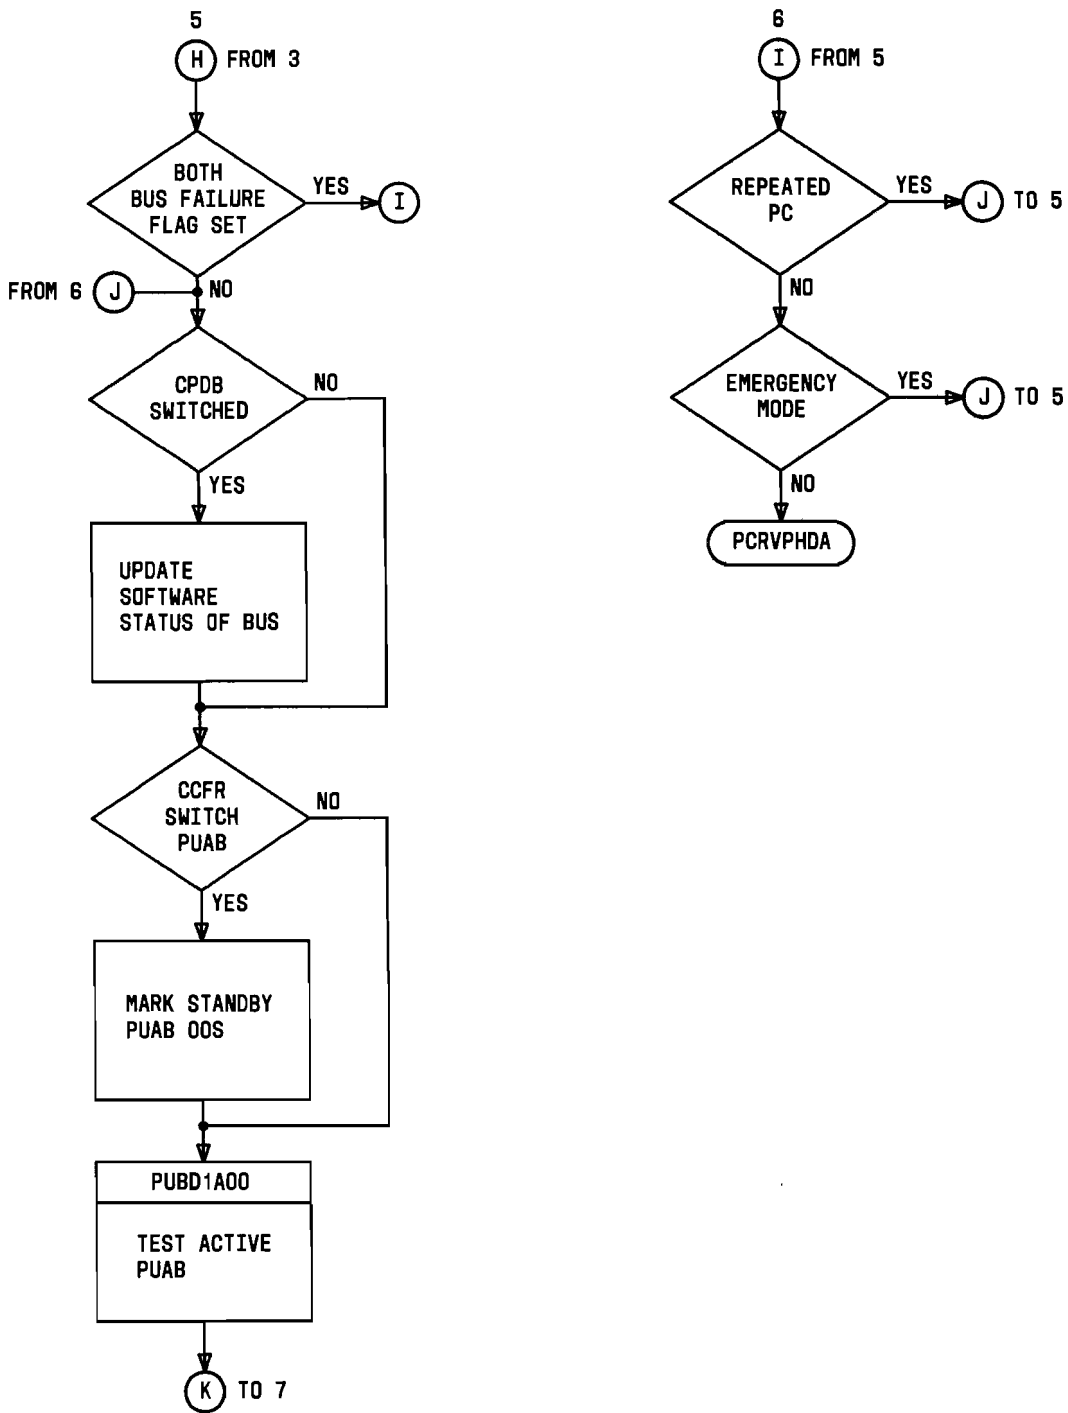 5
H FROM 3
BOTH
BUS FAILURE
FLAG SET
YES
I
NO
FROM 6 J
CPDB
SWITCHED
NO
YES
UPDATE
SOFTWARE
STATUS OF BUS
CCFR
SWITCH
PUAB
NO
YES
MARK STANDBY
PUAB OOS
PUBD1A00
TEST ACTIVE
PUAB
K TO 7
6
I FROM 5
REPEATED
PC
YES
J TO 5
NO
EMERGENCY
MODE
YES
J TO 5
NO
PCRVPHDA